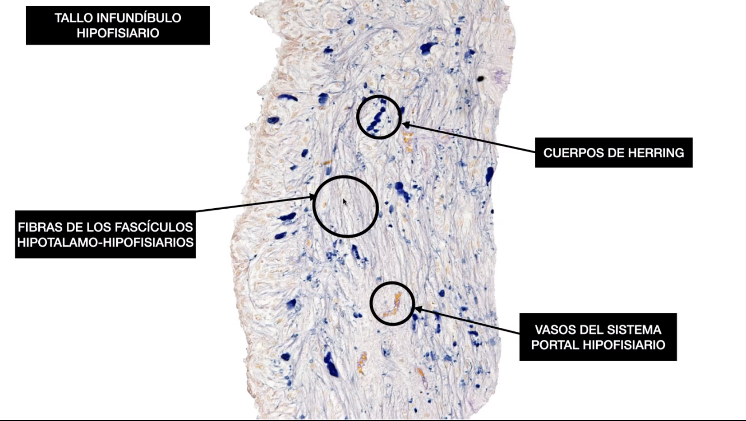 TALLO INFUNDÍBULO
HIPOFISIARIO
CUERPOS DE HERRING
FIBRAS DE LOS FASCÍCULOS
HIPOTALAMO-HIPOFISIARIOS
VASOS DEL SISTEMA
PORTAL HIPOFISIARIO